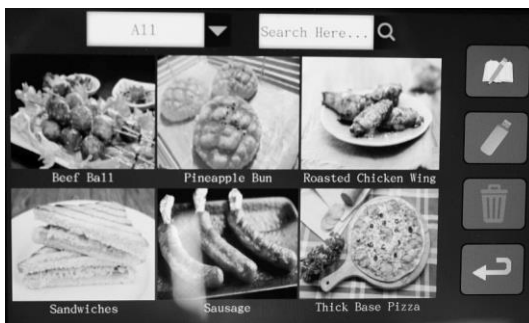 All
Search Here...
Beef Ball
Pineapple Bun
Roasted Chicken Wing
Sandwiches
Sausage
Thick Base Pizza